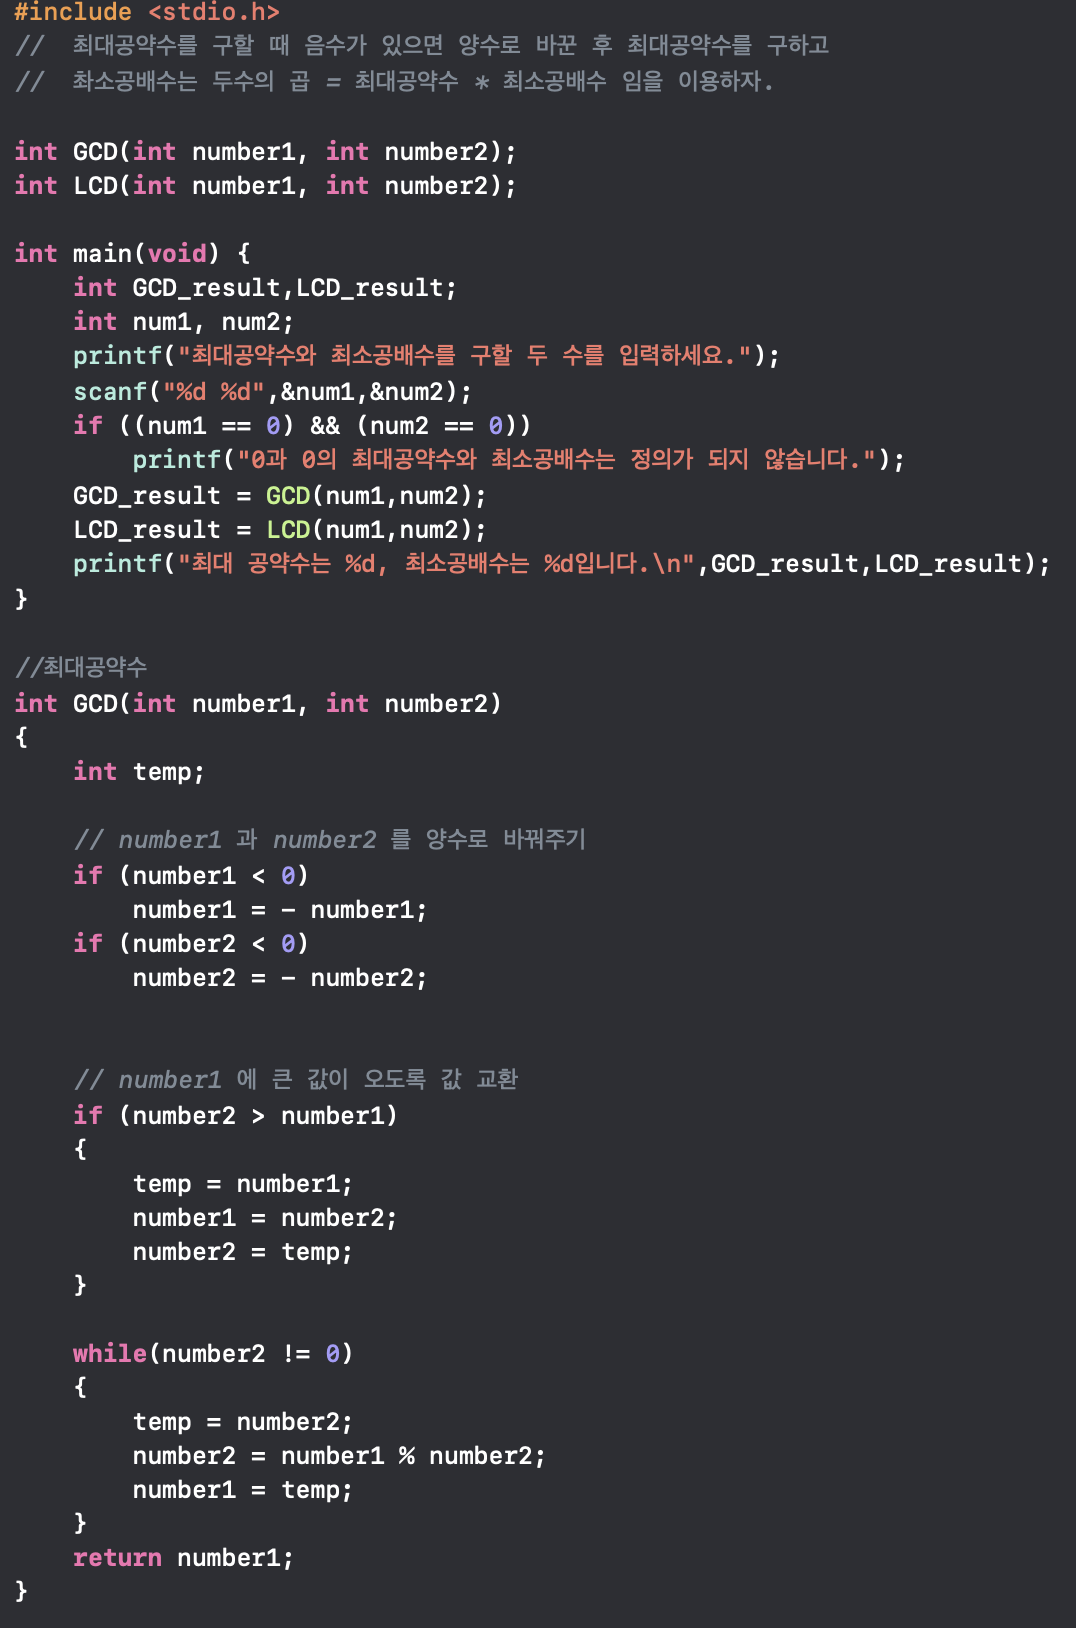 #include <stdio.h>
//  최대공약수를 구할 때 음수가 있으면 양수로 바꾼 후 최대공약수를 구하고
//  촤소공배수는 두수의 곱 = 최대공약수 * 최소공배수 임을 이용하자.
int GCD(int number1, int number2);
int LCD(int number1, int number2);
int main(void) {
    int GCD_result,LCD_result;
    int num1, num2;
    printf("최대공약수와 최소공배수를 구할 두 수를 입력하세요.");
    scanf("%d %d",&num1,&num2);
    if ((num1 == 0) && (num2 == 0))
        printf("0과 0의 최대공약수와 최소공배수는 정의가 되지 않습니다.");
    GCD_result = GCD(num1,num2);
    LCD_result = LCD(num1,num2);
    printf("최대 공약수는 %d, 최소공배수는 %d입니다.\n",GCD_result,LCD_result);
}
//최대공약수
int GCD(int number1, int number2)
{
    int temp;
    // number1 과 number2 를 양수로 바꿔주기
    if (number1 < 0)
        number1 = - number1;
    if (number2 < 0)
        number2 = - number2;
    // number1 에 큰 값이 오도록 값 교환
    if (number2 > number1)
    {
        temp = number1;
        number1 = number2;
        number2 = temp;
    }
    while(number2 != 0)
    {
        temp = number2;
        number2 = number1 % number2;
        number1 = temp;
    }
    return number1;
}